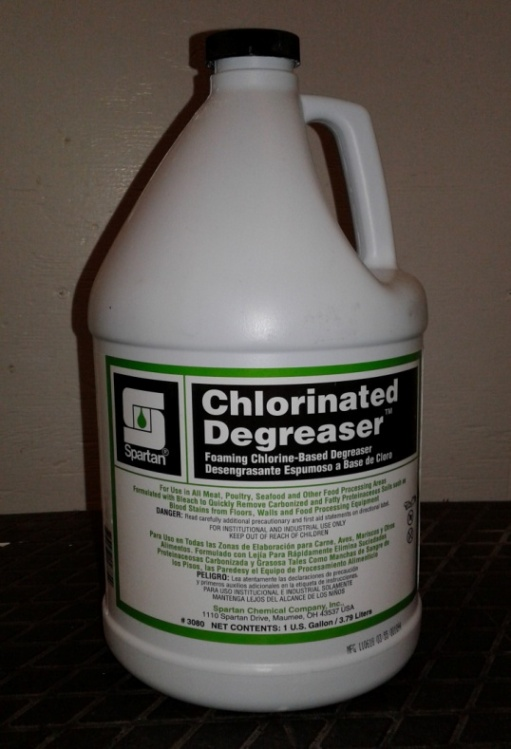 Chlorinated
Degreaser™
Foaming Chlorine-Based Degreaser
Desengrasante Espumoso a Base de Cloro
Spartan®
For Use in All Meat, Poultry, Seafood and Other Food Processing Areas
Formulated with Bleach to Quickly Remove Carbonized and Fatty Proteinaceous Soils such as
Blood Stains from Floors, Walls and Food Processing Equipment
DANGER: Read carefully additional precautionary and first aid statements on directional label.
FOR INSTITUTIONAL AND INDUSTRIAL USE ONLY
KEEP OUT OF REACH OF CHILDREN
Para Uso en Todas las Zonas de Elaboración para Carne, Aves, Mariscos y Otros
Alimentos. Formulado con Lejía Para Rápidamente Elimina Suciedades
Proteinaceosas Carbonizada y Grasosa Tales Como Manchas de Sangre de
los Pisos, las Paredes y el Equipo de Procesamiento Alimenticio
PELIGRO: Lea atentamente las declaraciones de precaución
y primeros auxilios adicionales en la etiqueta de instrucciones.
PARA USO INSTITUCIONAL E INDUSTRIAL SOLAMENTE
MANTENGA LEJOS DEL ALCANCE DE LOS NIÑOS
Spartan Chemical Company, Inc.,
1110 Spartan Drive, Maumee, OH 43537 USA
# 3080 NET CONTENTS: 1 U.S. Gallon / 3.79 Liters
MFG